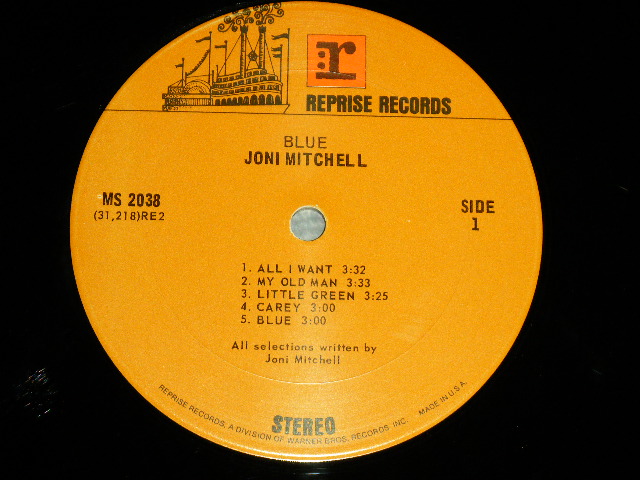 r
REPRISE RECORDS
BLUE
JONI MITCHELL
MS 2038
(31,218)RE2
SIDE
1
1. ALL I WANT 3:32
2. MY OLD MAN 3:33
3. LITTLE GREEN 3:25
4. CAREY 3:00
5. BLUE 3:00
All selections written by
Joni Mitchell
STEREO
REPRISE RECORDS, A DIVISION OF WARNER BROS. RECORDS INC. MADE IN U.S.A.